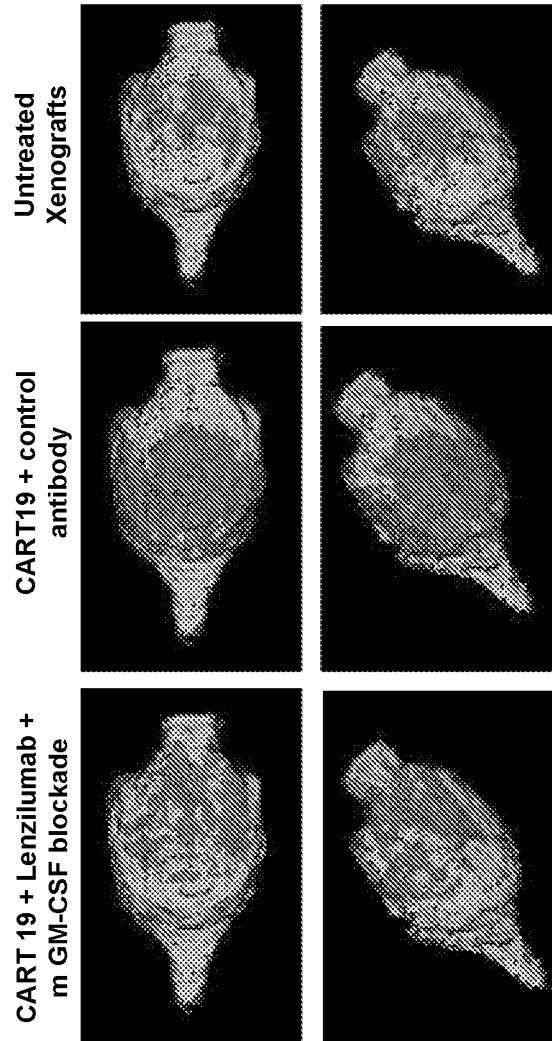 Untreated
Xenografts
CART19 + control
antibody
CART 19 + Lenzilumab +
m GM-CSF blockade